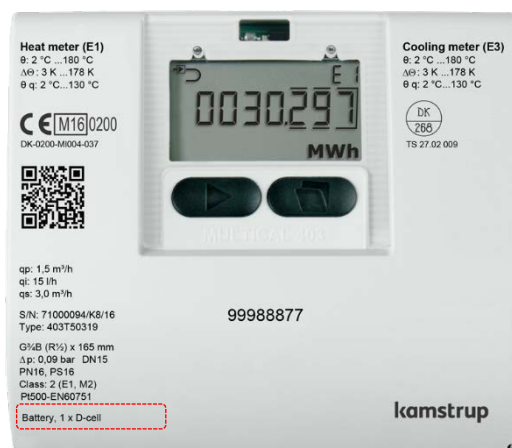 Heat meter (E1)
θ: 2 °C ...180 °C
ΔΘ: 3 K ...178 K
θ q: 2 °C...130 °C
CE M16 0200
DK-0200-MI004-037
E1
0030.297
MWh
MULTICAL 403
Cooling meter (E3)
θ: 2 °C ...180 °C
ΔΘ: 3 K ...178 K
θ q: 2 °C...130 °C
DK
268
TS 27.02 009
qp: 1,5 m³/h
qi: 15 l/h
qs: 3,0 m³/h
S/N: 71000094/K8/16
Type: 403T50319
G¾B (R½) x 165 mm
Δp: 0,09 bar DN15
PN16, PS16
Class: 2 (E1, M2)
Pt500-EN60751
Battery, 1 x D-cell
99988877
kamstrup